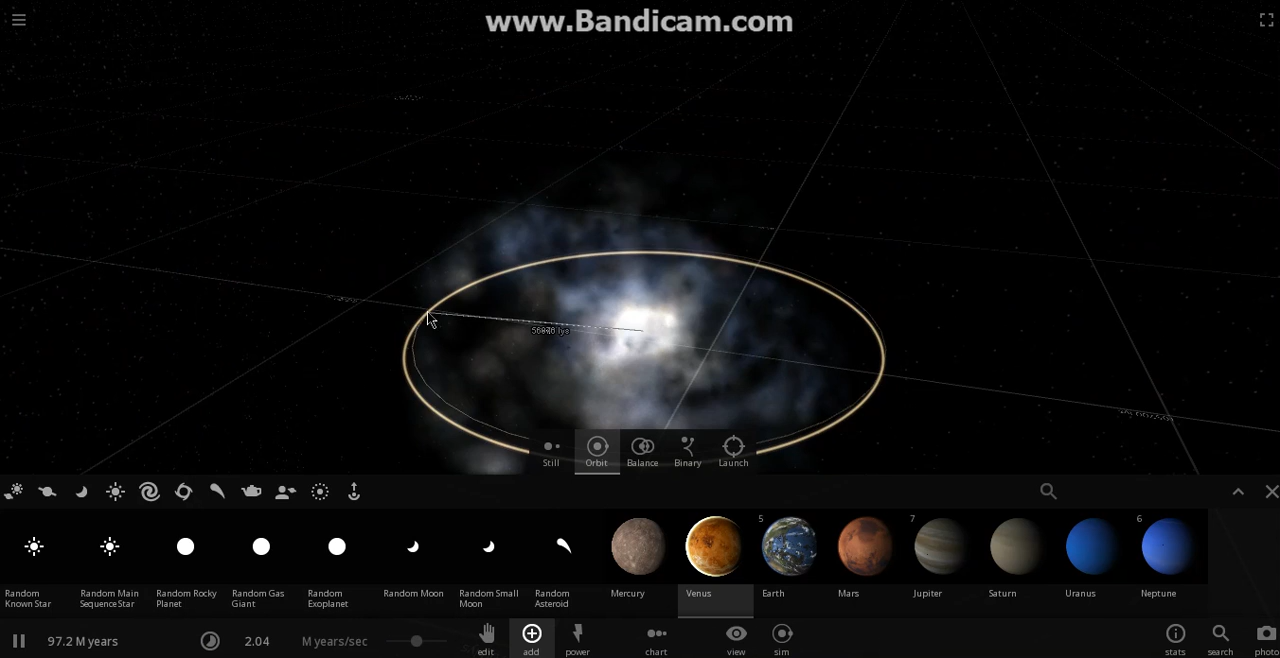 www.Bandicam.com
Still Orbit Balance Binary Launch
5 7 6
Random Known Star
Random Main Sequence Star
Random Rocky Planet
Random Gas Giant
Random Exoplanet
Random Moon
Random Small Moon
Random Asteroid
Mercury
Venus
Earth
Mars
Jupiter
Saturn
Uranus
Neptune
97.2 M years 2.04 M years/sec
edit add power chart view sim stats search photo